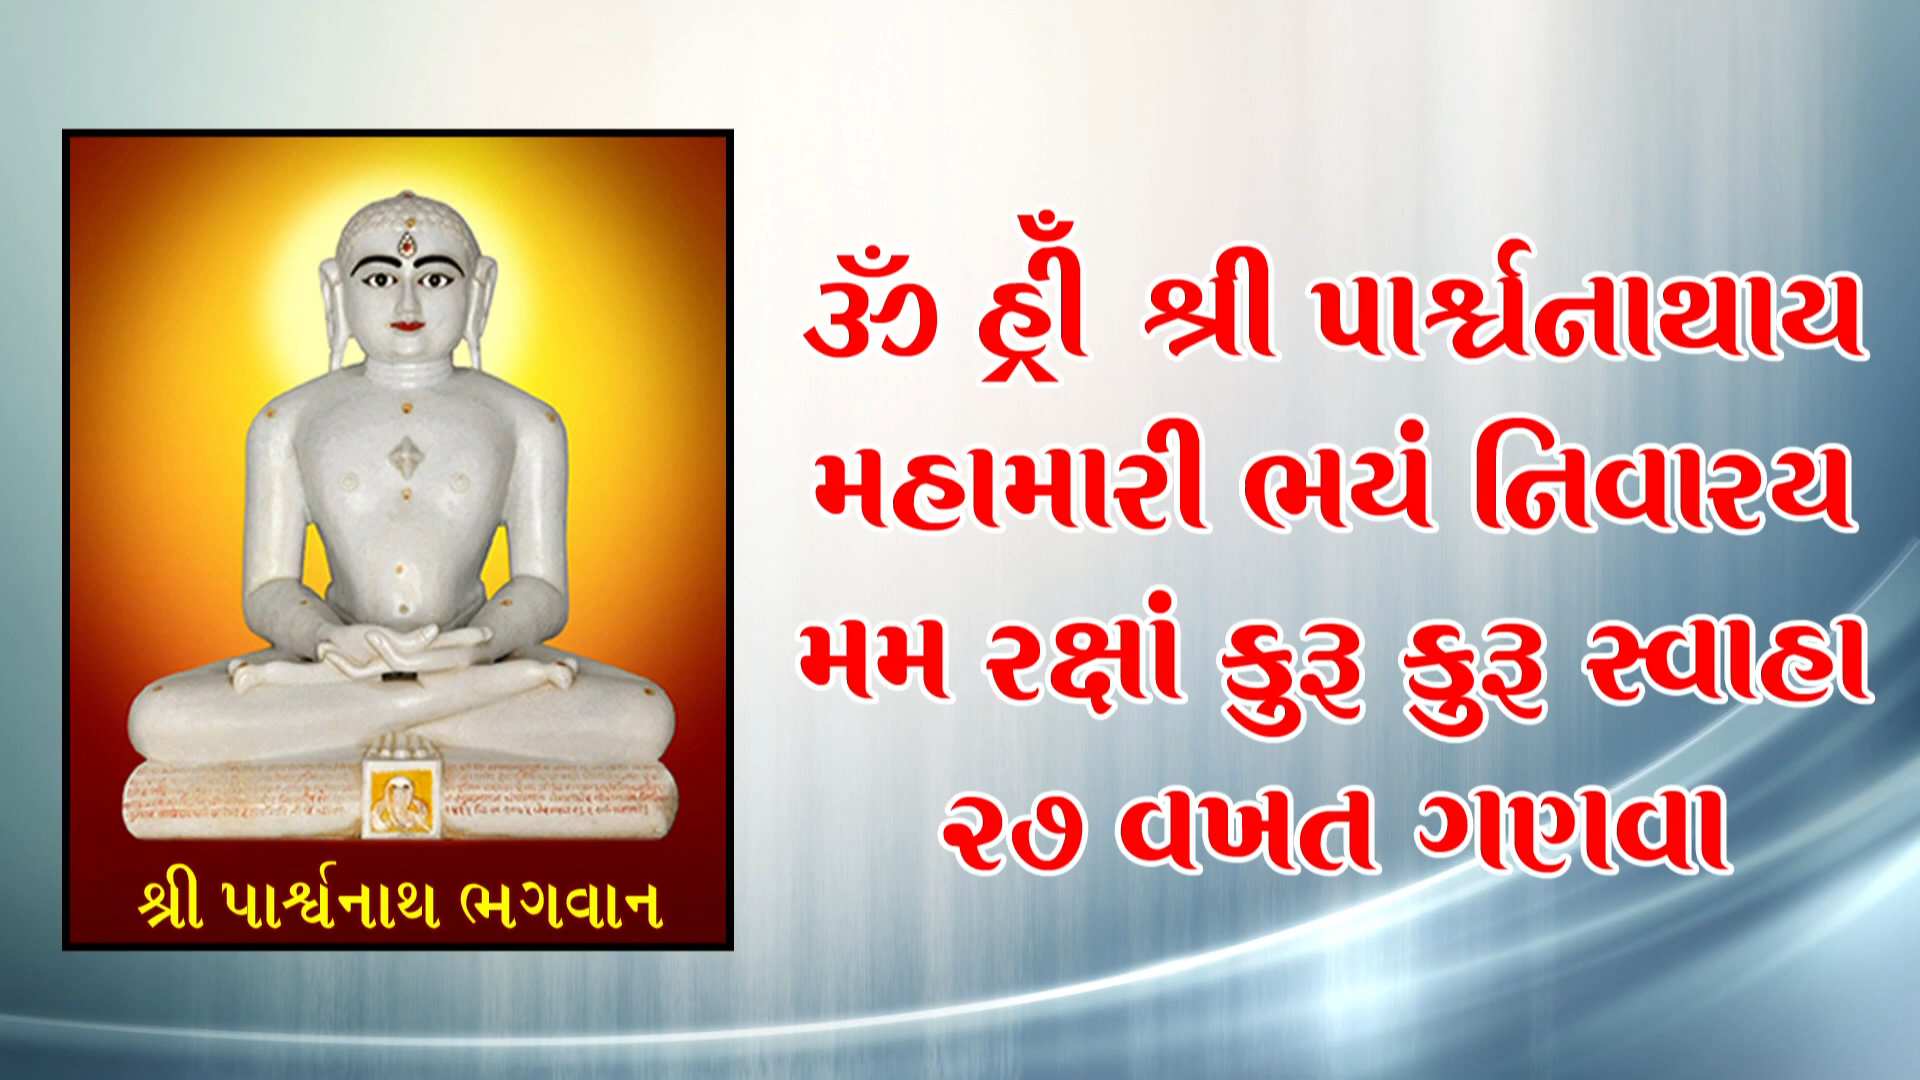 ૐ હ્રીઁ શ્રી પાર્શ્વનાથાય
મહામારી ભયં નિવારય
મમ રક્ષાં કુરૂ કુરૂ સ્વાહા
૨૭ વખત ગણવા
શ્રી પાર્શ્વનાથ ભગવાન